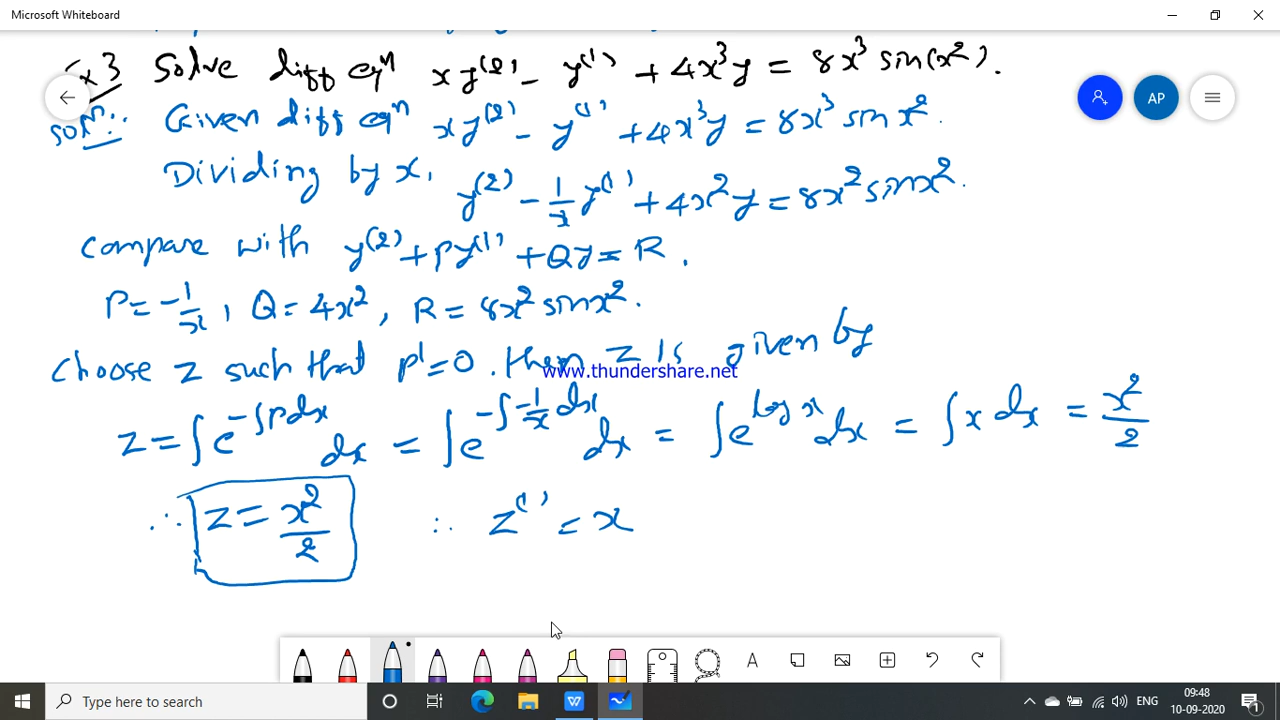 Microsoft Whiteboard
Ex 3 Solve diff eqⁿ xy⁽²⁾ - y⁽¹⁾ + 4x³y = 8x³ sin(x²).
Solⁿ:- Given diff eqⁿ xy⁽²⁾ - y⁽¹⁾ + 4x³y = 8x³ sin x².
Dividing by x, y⁽²⁾ - 1/x y⁽¹⁾ + 4x²y = 8x² sin x².
Compare with y⁽²⁾ + Py⁽¹⁾ + Qy = R.
P = -1/x, Q = 4x², R = 8x² sin x².
Choose z such that P' = 0. then z is given by
www.thundershare.net
z = ∫e^(-∫Pdx) dx = ∫e^(-∫-1/x dx) dx = ∫e^(log x) dx = ∫x dx = x²/2
∴ z = x²/2 ∴ z⁽¹⁾ = x
AP
Type here to search
ENG
09:48
10-09-2020